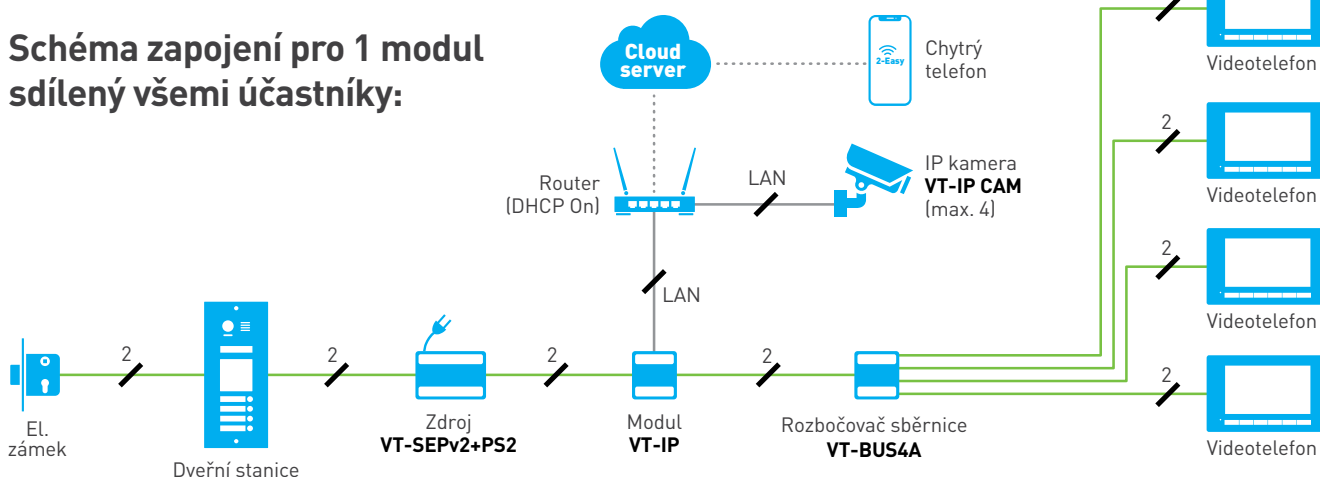 Schéma zapojení pro 1 modul
sdílený všemi účastníky:
Cloud
server
2-Easy
Chytrý
telefon
Videotelefon
2
Videotelefon
Router
(DHCP On)
LAN
IP kamera
VT-IP CAM
(max. 4)
LAN
2
Videotelefon
2
Videotelefon
El.
zámek
2
Dveřní stanice
2
Zdroj
VT-SEPv2+PS2
2
Modul
VT-IP
2
Rozbočovač sběrnice
VT-BUS4A